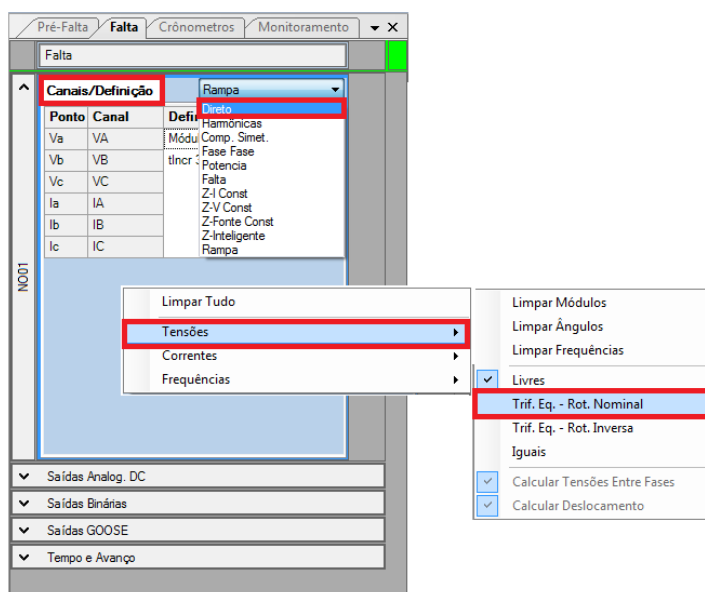 Pré-Falta Falta Crônometros Monitoramento
Falta
Canais/Definição Rampa
Ponto Canal
Direto
Harmônicas
Comp. Simet.
Fase Fase
Potencia
Falta
Z-I Const
Z-V Const
Z-Fonte Const
Z-Inteligente
Rampa
Va VA
Vb VB
Vc VC
Ia IA
Ib IB
Ic IC
NO01
Limpar Tudo
Tensões
Correntes
Frequências
Limpar Módulos
Limpar Ângulos
Limpar Frequências
Livres
Trif. Eq. - Rot. Nominal
Trif. Eq. - Rot. Inversa
Iguais
Calcular Tensões Entre Fases
Calcular Deslocamento
Saídas Analog. DC
Saídas Binárias
Saídas GOOSE
Tempo e Avanço